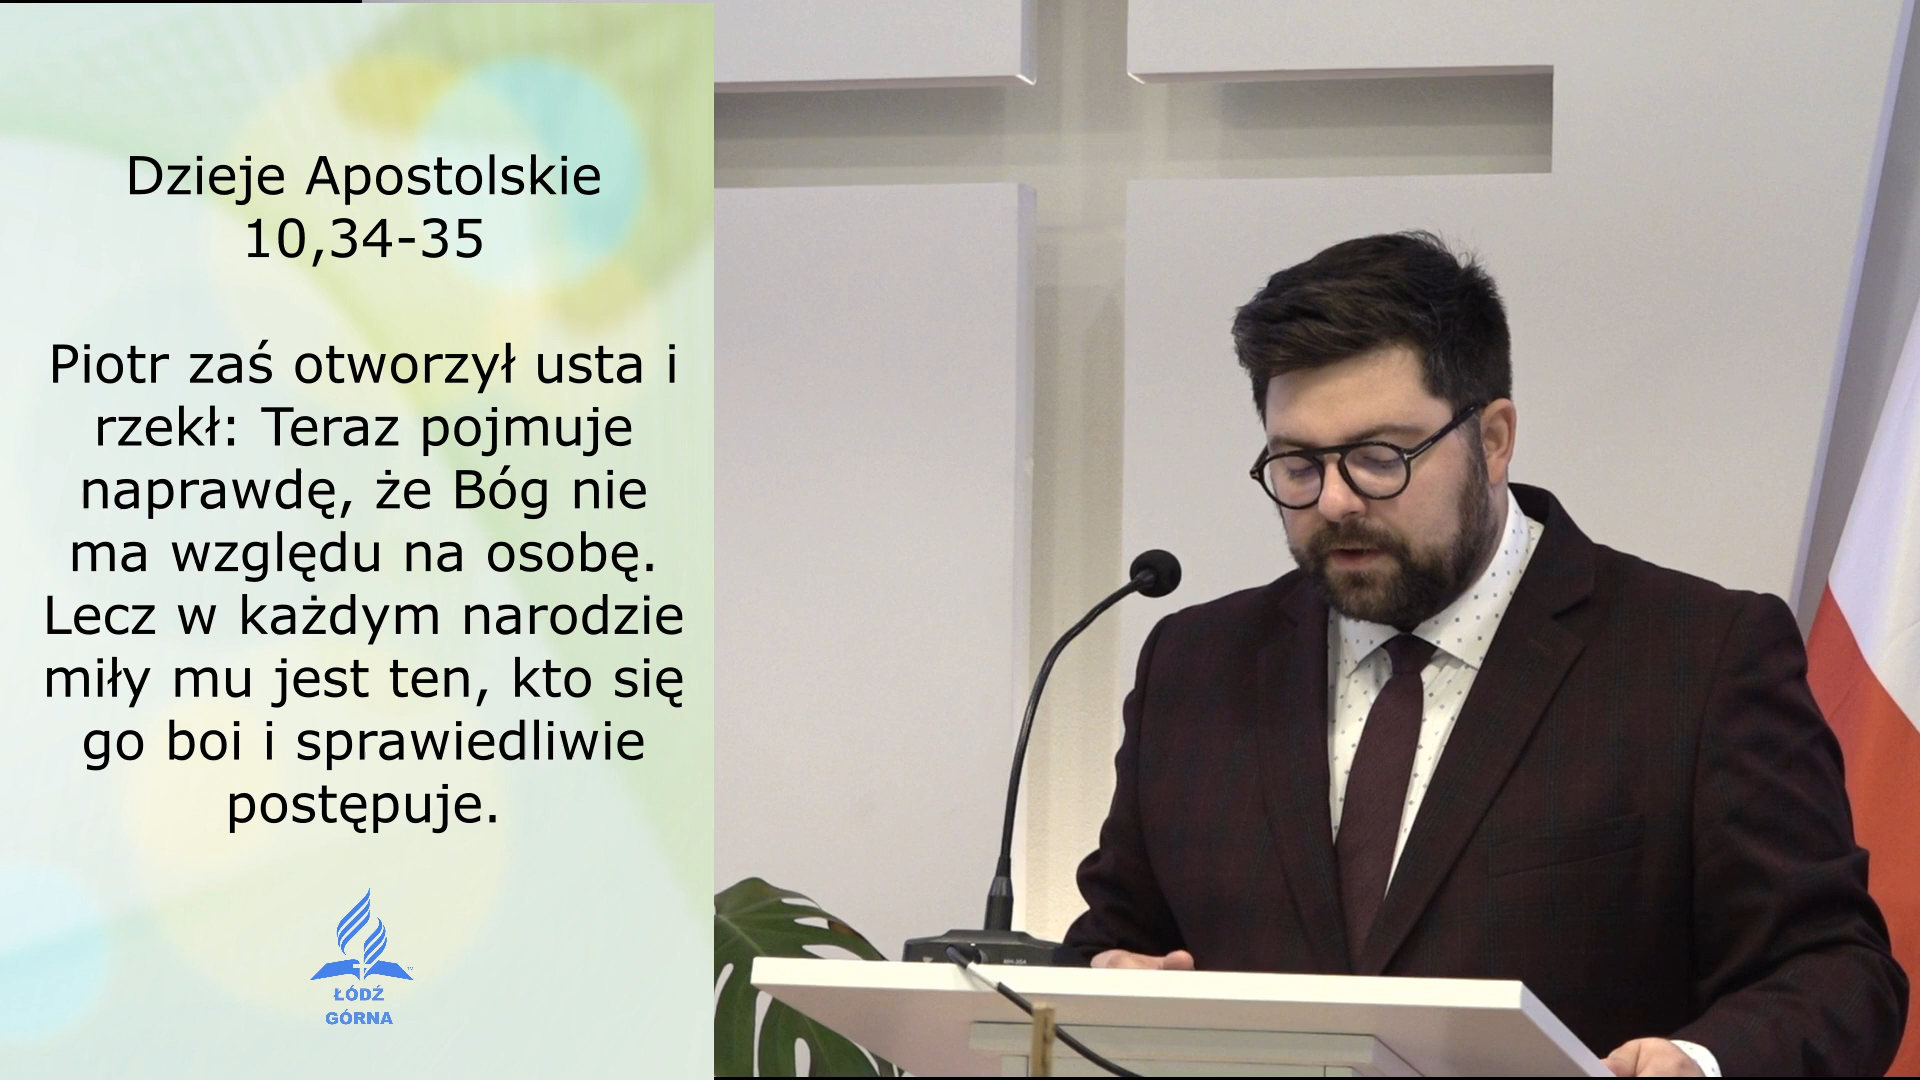 Dzieje Apostolskie
10,34-35
Piotr zaś otworzył usta i
rzekł: Teraz pojmuje
naprawdę, że Bóg nie
ma względu na osobę.
Lecz w każdym narodzie
miły mu jest ten, kto się
go boi i sprawiedliwie
postępuje.
ŁÓDŹ
GÓRNA